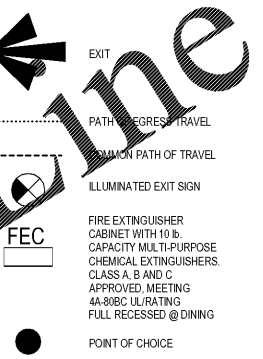 EXIT
PATH OF EGRESS TRAVEL
COMMON PATH OF TRAVEL
ILLUMINATED EXIT SIGN
FEC
FIRE EXTINGUISHER
CABINET WITH 10 lb.
CAPACITY MULTI-PURPOSE
CHEMICAL EXTINGUISHERS.
CLASS A, B AND C
APPROVED, MEETING
4A-80BC UL/RATING
FULL RECESSED @ DINING
POINT OF CHOICE
ine